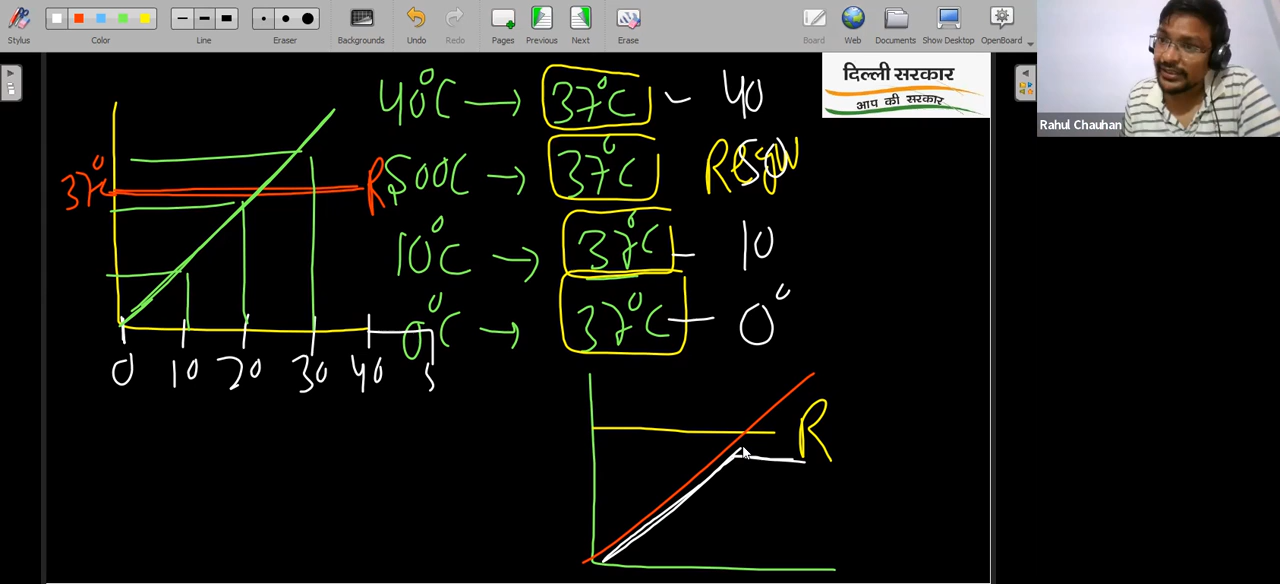 Stylus
Color
Line
Eraser
Backgrounds
Undo
Redo
Pages
Previous
Next
Erase
Board
Web
Documents
Show Desktop
OpenBoard
Rahul Chauhan
दिल्ली सरकार
आप की सरकार
40°C → 37°C - 40
37°C
R
500C → 37°C
10°C → 37°C - 10
0°C → 37°C - 0°
0 10 20 30 40
R